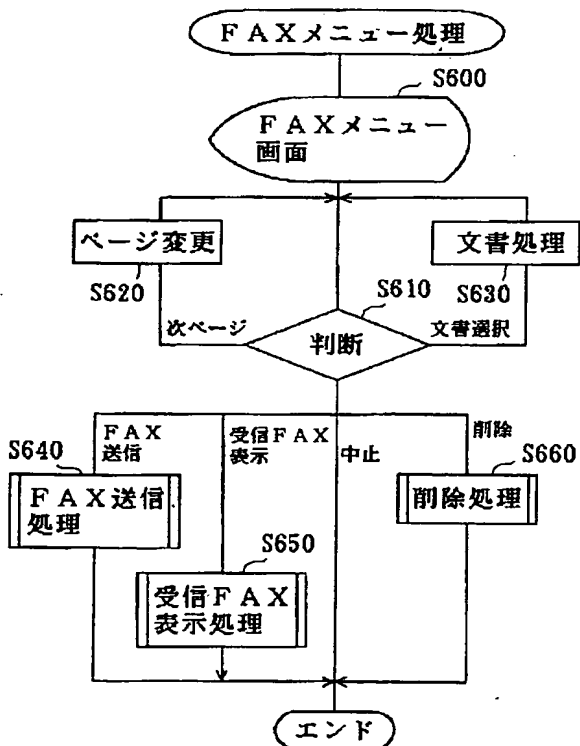 FAXメニュー処理
S600
FAXメニュー
画面
ページ変更
文書処理
S620
S610
S630
次ページ
判断
文書選択
FAX
送信
受信FAX
表示
中止
削除
S640
S660
FAX送信
処理
削除処理
S650
受信FAX
表示処理
エンド